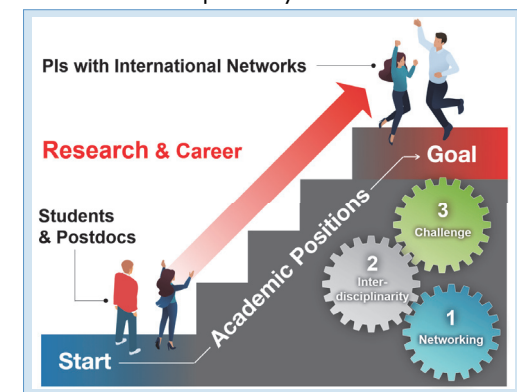 PIs with International Networks
Research & Career
Goal
Students
& Postdocs
Academic Positions
3
Challenge
2
Inter-
disciplinarity
1
Networking
Start